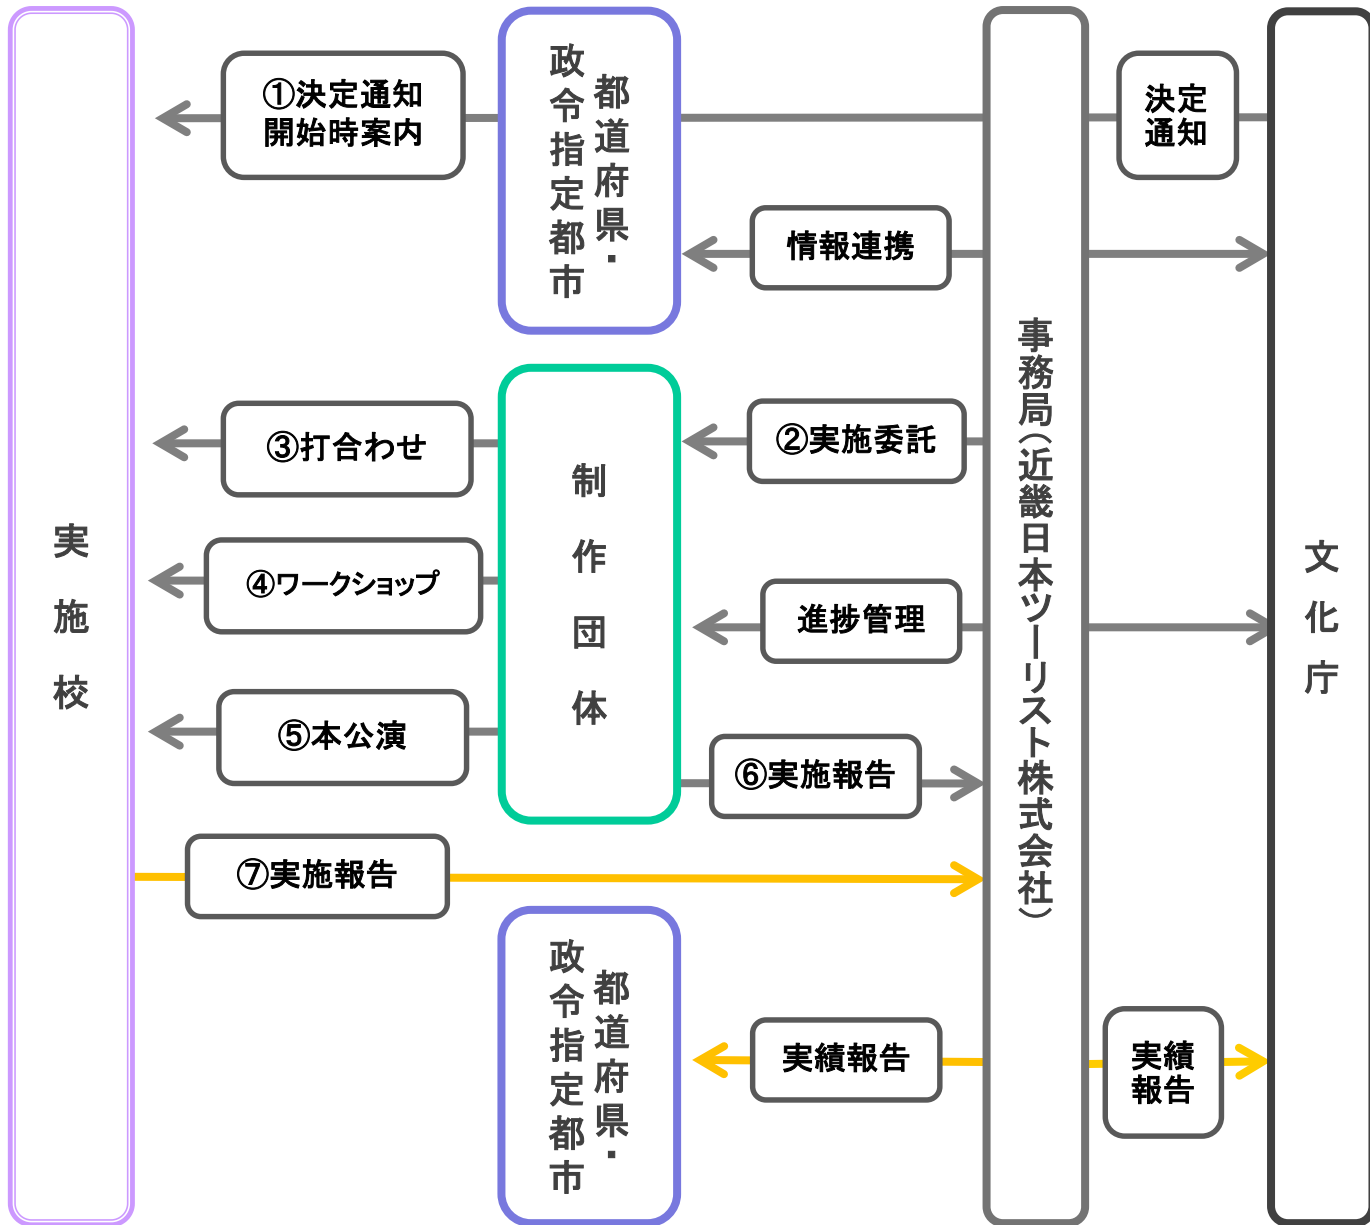 実施校
①決定通知
開始時案内
都道府県・
政令指定都市
決定
通知
情報連携
事務局（近畿日本ツーリスト株式会社）
文化庁
制作団体
②実施委託
③打合わせ
④ワークショップ
進捗管理
⑤本公演
⑥実施報告
⑦実施報告
都道府県・
政令指定都市
実績報告
実績
報告